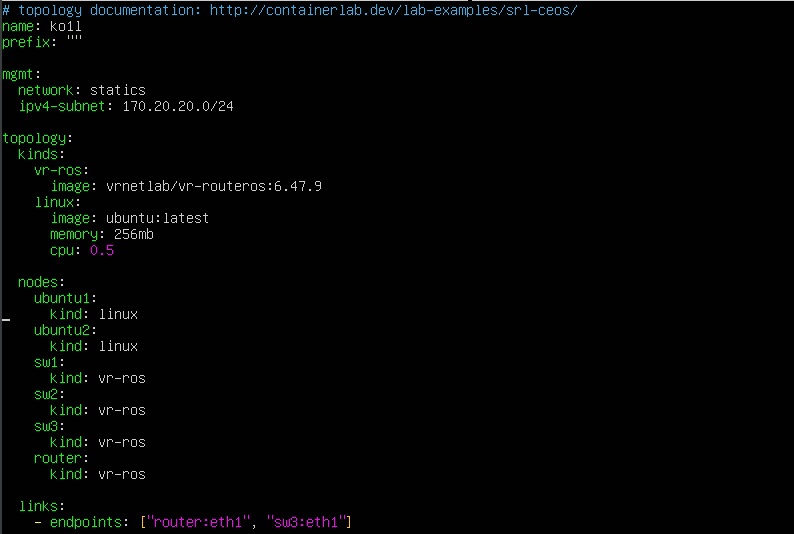 # topology documentation: http://containerlab.dev/lab-examples/srl-ceos/
name: ko1l
prefix: ""
mgmt:
network: statics
ipv4-subnet: 170.20.20.0/24
topology:
kinds:
vr-ros:
image: vrnetlab/vr-routeros:6.47.9
linux:
image: ubuntu:latest
memory: 256mb
cpu: 0.5
nodes:
ubuntu1:
kind: linux
ubuntu2:
kind: linux
sw1:
kind: vr-ros
sw2:
kind: vr-ros
sw3:
kind: vr-ros
router:
kind: vr-ros
links:
- endpoints: ["router:eth1", "sw3:eth1"]